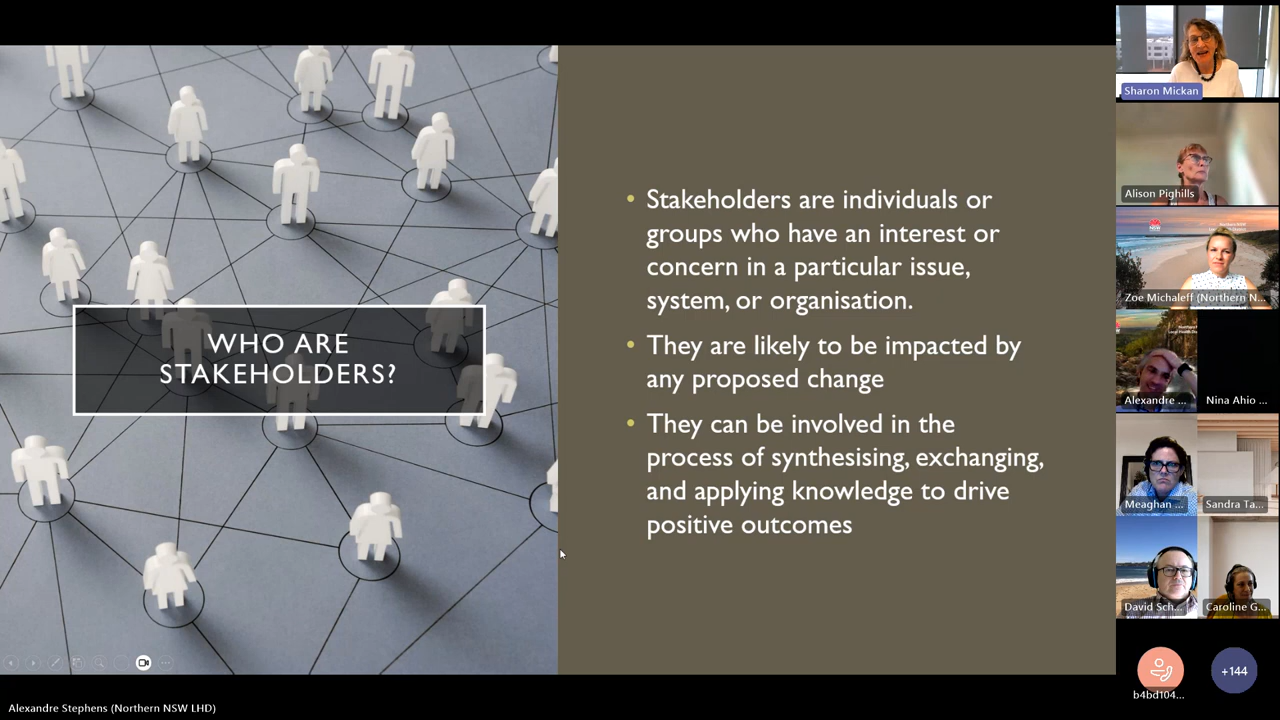 WHO ARE
STAKEHOLDERS?
• Stakeholders are individuals or
groups who have an interest or
concern in a particular issue,
system, or organisation.
• They are likely to be impacted by
any proposed change
• They can be involved in the
process of synthesising, exchanging,
and applying knowledge to drive
positive outcomes
Sharon Mickan
Alison Pighills
Zoe Michaleff (Northern N...
Alexandre ...
Nina Ahio ...
Meaghan ...
Sandra Ta...
David Sch...
Caroline G...
b4bd104...
+144
Alexandre Stephens (Northern NSW LHD)